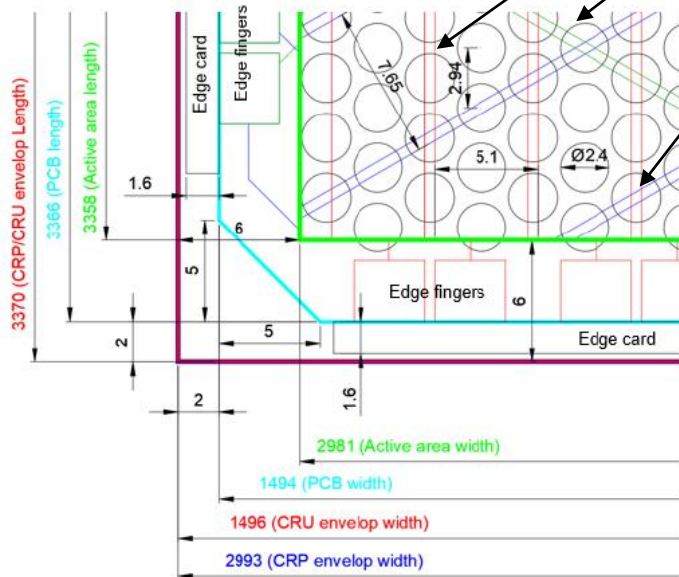 3370 (CRP/CRU envelop Length)
3366 (PCB length)
3358 (Active area length)
Edge card
Edge fingers
7.65
2.94
5.1
Ø2.4
1.6
6
5
5
2
2
1.6
6
Edge fingers
Edge card
2981 (Active area width)
1494 (PCB width)
1496 (CRU envelop width)
2993 (CRP envelop width)